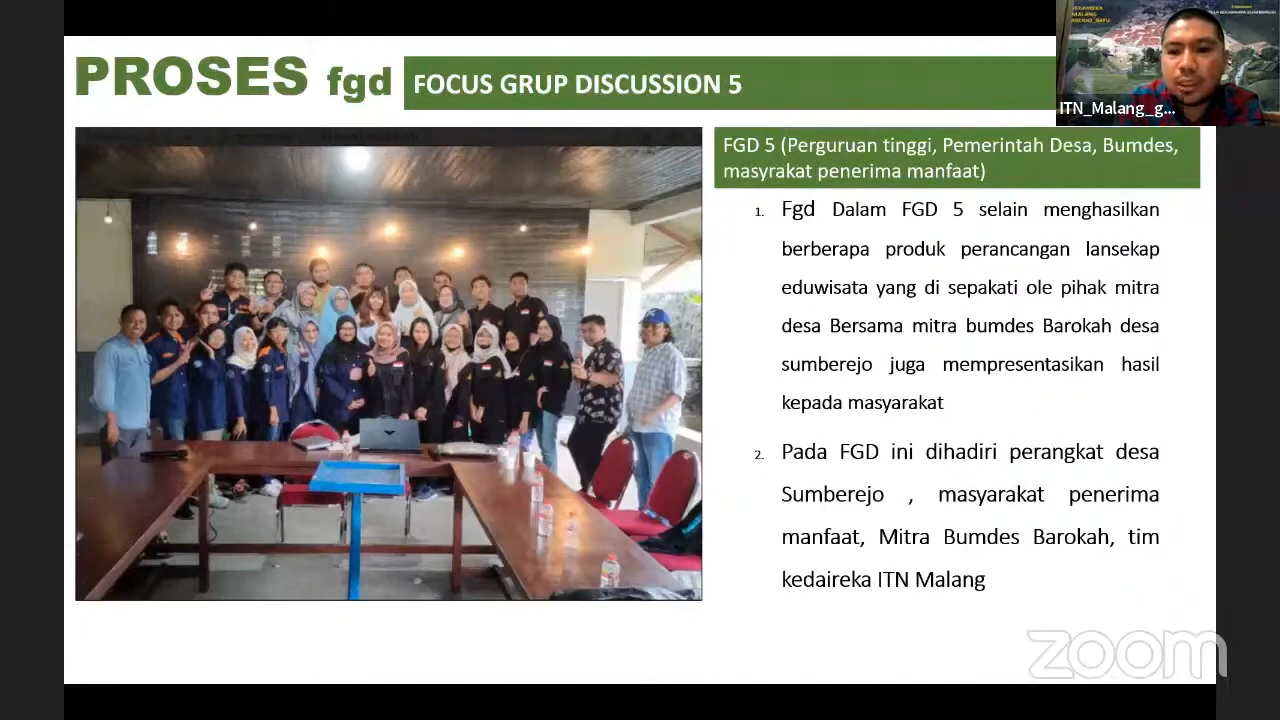 PROSES fgd
FOCUS GRUP DISCUSSION 5
ITN_Malang_g...
FGD 5 (Perguruan tinggi, Pemerintah Desa, Bumdes,
masyrakat penerima manfaat)
1. Fgd Dalam FGD 5 selain menghasilkan
berberapa produk perancangan lansekap
eduwisata yang di sepakati ole pihak mitra
desa Bersama mitra bumdes Barokah desa
sumberejo juga mempresentasikan hasil
kepada masyarakat
2. Pada FGD ini dihadiri perangkat desa
Sumberejo , masyarakat penerima
manfaat, Mitra Bumdes Barokah, tim
kedaireka ITN Malang
zoom